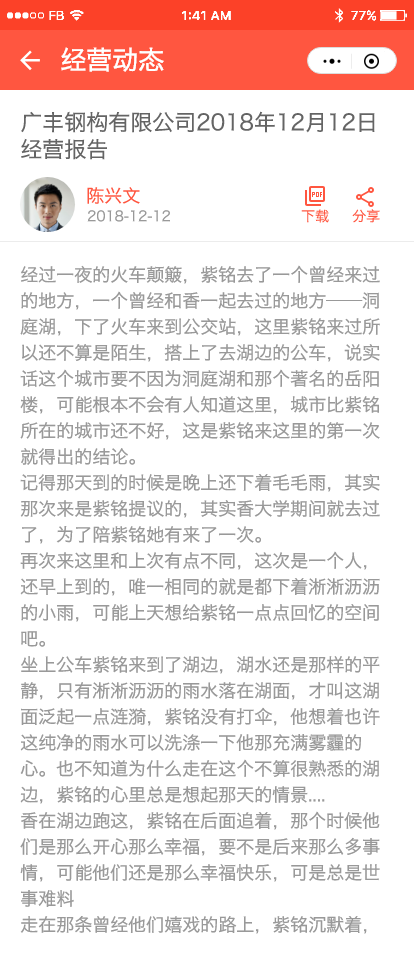 FB 1:41 AM 77%
经营动态
广丰钢构有限公司2018年12月12日
经营报告
陈兴文
2018-12-12
PDF
下载 分享
经过一夜的火车颠簸，紫铭去了一个曾经来过
的地方，一个曾经和香一起去过的地方——洞
庭湖，下了火车来到公交站，这里紫铭来过所
以还不算是陌生，搭上了去湖边的公车，说实
话这个城市要不因为洞庭湖和那个著名的岳阳
楼，可能根本不会有人知道这里，城市比紫铭
所在的城市还不好，这是紫铭来这里的第一次
就得出的结论。
记得那天到的时候是晚上还下着毛毛雨，其实
那次来是紫铭提议的，其实香大学期间就去过
了，为了陪紫铭她有来了一次。
再次来这里和上次有点不同，这次是一个人，
还早上到的，唯一相同的就是都下着淅淅沥沥
的小雨，可能上天想给紫铭一点点回忆的空间
吧。
坐上公车紫铭来到了湖边，湖水还是那样的平
静，只有淅淅沥沥的雨水落在湖面，才叫这湖
面泛起一点涟漪，紫铭没有打伞，他想着也许
这纯净的雨水可以洗涤一下他那充满雾霾的
心。也不知道为什么走在这个不算很熟悉的湖
边，紫铭的心里总是想起那天的情景....
香在湖边跑这，紫铭在后面追着，那个时候他
们是那么开心那么幸福，要不是后来那么多事
情，可能他们还是那么幸福快乐，可是总是世
事难料
走在那条曾经他们嬉戏的路上，紫铭沉默着，